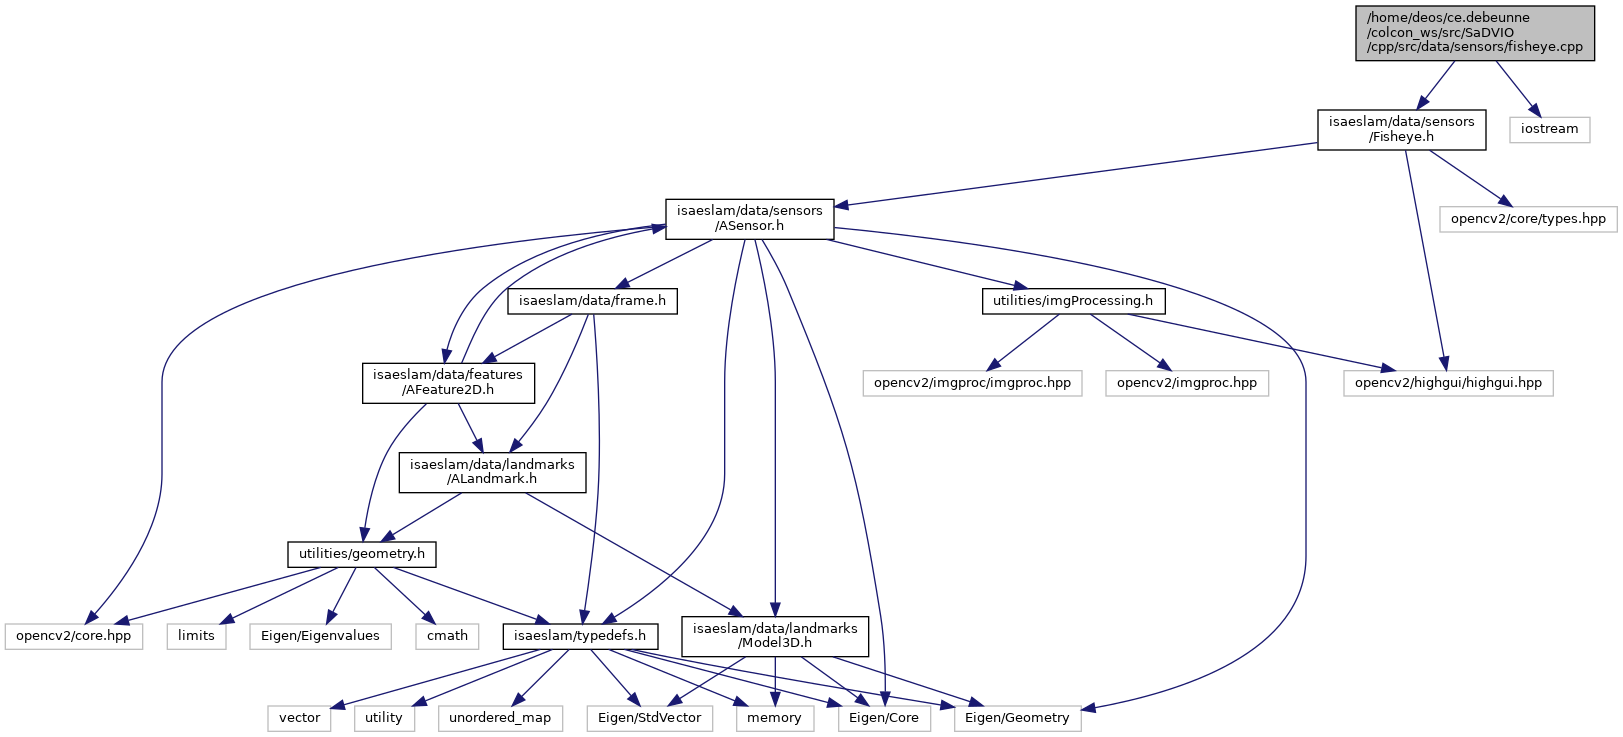 /home/deos/ce.debeunne
/colcon_ws/src/SaDVIO
/cpp/src/data/sensors/fisheye.cpp
isaeslam/data/sensors
/Fisheye.h
iostream
isaeslam/data/sensors
/ASensor.h
opencv2/core/types.hpp
isaeslam/data/frame.h
utilities/imgProcessing.h
isaeslam/data/features
/AFeature2D.h
opencv2/imgproc/imgproc.hpp
opencv2/imgproc.hpp
opencv2/highgui/highgui.hpp
isaeslam/data/landmarks
/ALandmark.h
utilities/geometry.h
opencv2/core.hpp
limits
Eigen/Eigenvalues
cmath
isaeslam/typedefs.h
isaeslam/data/landmarks
/Model3D.h
vector
utility
unordered_map
Eigen/StdVector
memory
Eigen/Core
Eigen/Geometry